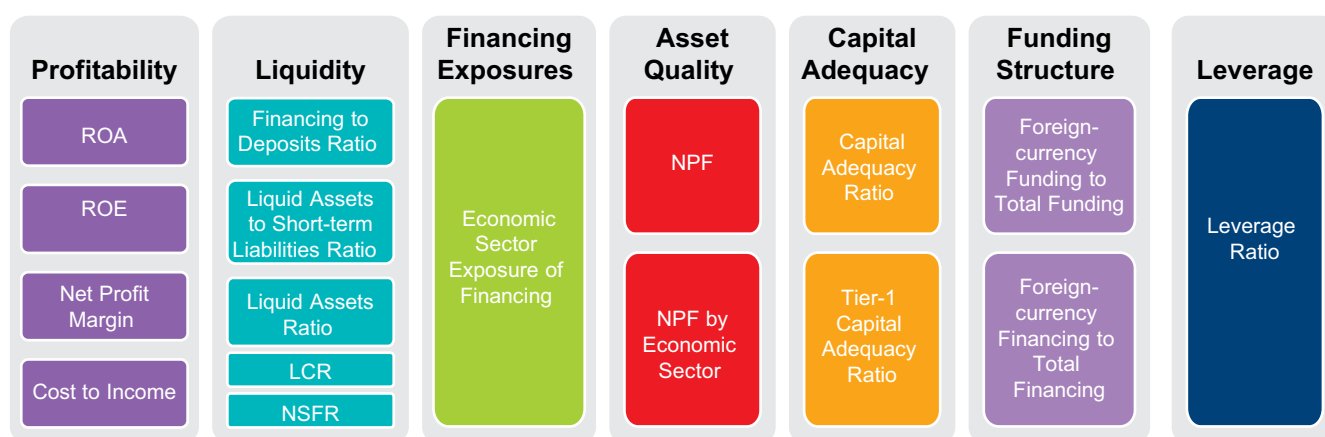 Profitability
ROA
ROE
Net Profit
Margin
Cost to Income
Liquidity
Financing to
Deposits Ratio
Liquid Assets
to Short-term
Liabilities Ratio
Liquid Assets
Ratio
LCR
NSFR
Financing
Exposures
Economic
Sector
Exposure of
Financing
Asset
Quality
NPF
NPF by
Economic
Sector
Capital
Adequacy
Capital
Adequacy
Ratio
Tier-1
Capital
Adequacy
Ratio
Funding
Structure
Foreign-
currency
Funding to
Total Funding
Foreign-
currency
Financing to
Total
Financing
Leverage
Leverage
Ratio